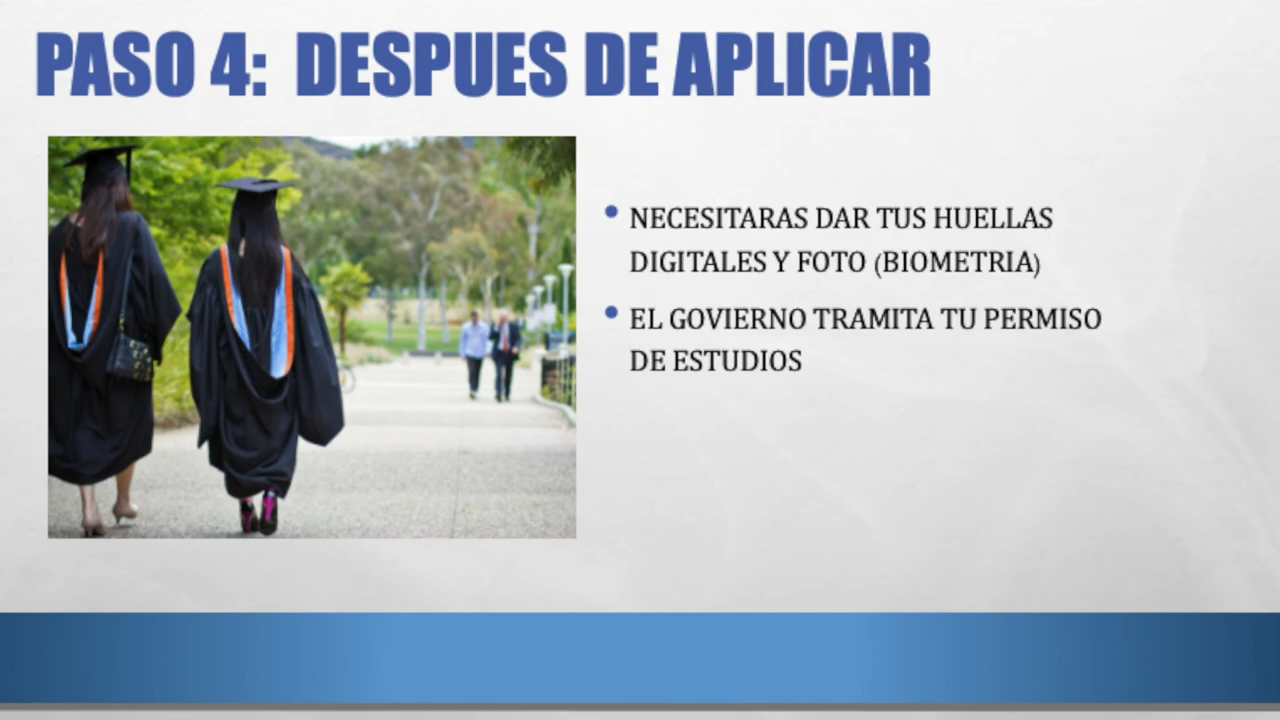 PASO 4: DESPUES DE APLICAR
• NECESITARAS DAR TUS HUELLAS
DIGITALES Y FOTO (BIOMETRIA)
• EL GOVIERNO TRAMITA TU PERMISO
DE ESTUDIOS